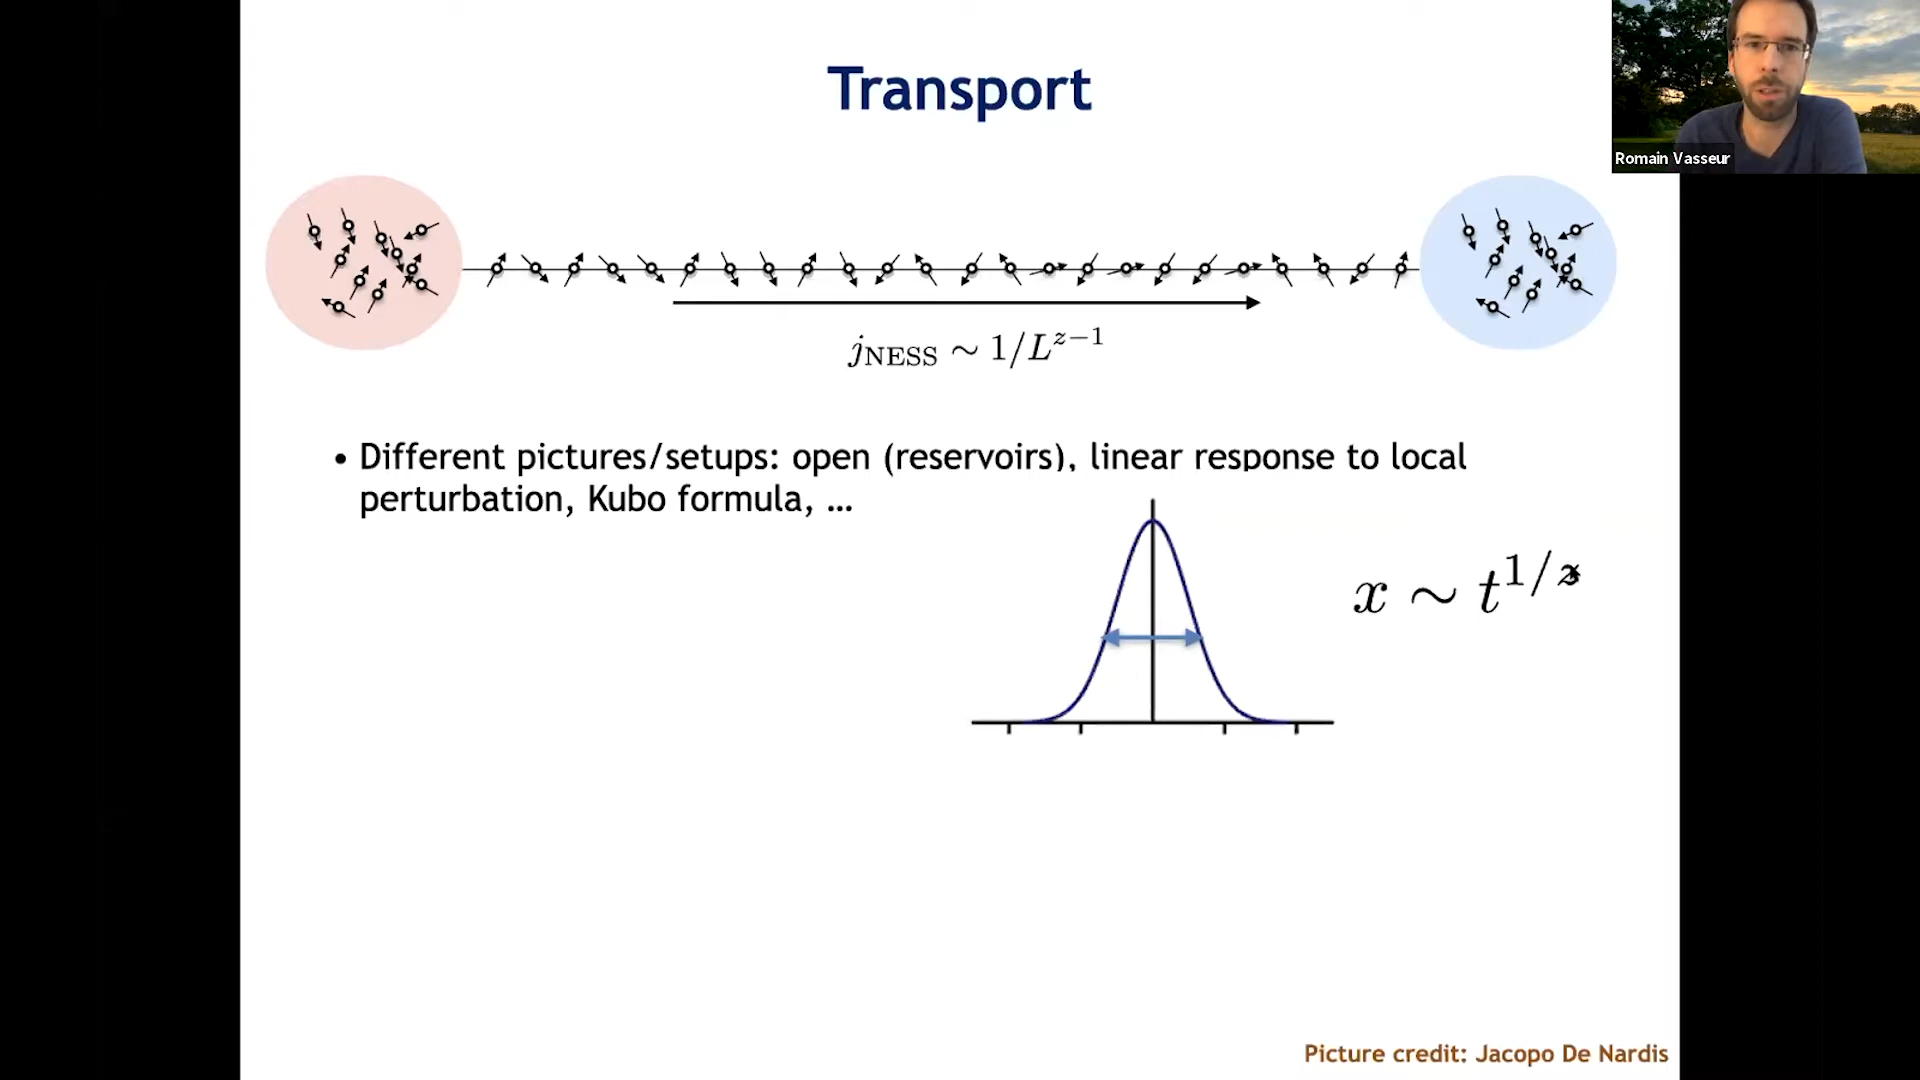 Transport
Romain Vasseur
j_NESS ∼ 1/L^{z−1}
• Different pictures/setups: open (reservoirs), linear response to local
perturbation, Kubo formula, ...
x ∼ t^{1/z}
Picture credit: Jacopo De Nardis